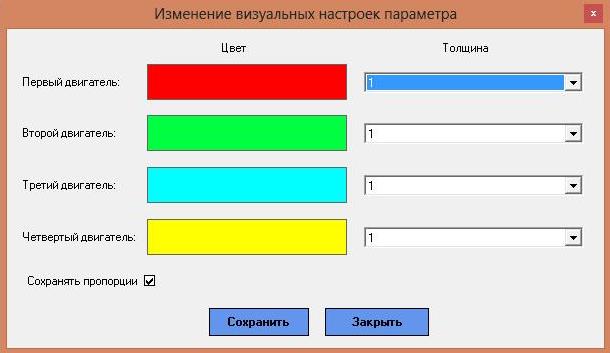 Изменение визуальных настроек параметра
x
Цвет Толщина
Первый двигатель: 1
Второй двигатель: 1
Третий двигатель: 1
Четвертый двигатель: 1
Сохранять пропорции
Сохранить Закрыть